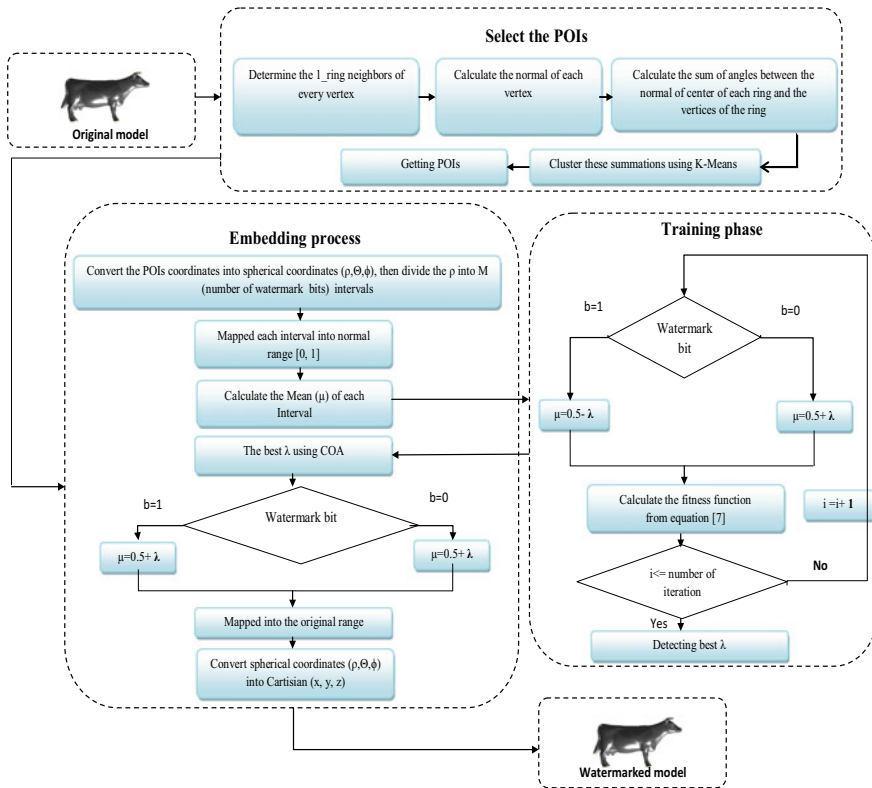 Select the POIs
Original model
Determine the 1_ring neighbors of
every vertex
Calculate the normal of each
vertex
Calculate the sum of angles between the
normal of center of each ring and the
vertices of the ring
Getting POIs
Cluster these summations using K-Means
Embedding process
Convert the POIs coordinates into spherical coordinates (ρ,Θ,ϕ), then divide the ρ into M
(number of watermark bits) intervals
Mapped each interval into normal
range [0, 1]
Calculate the Mean (μ) of each
Interval
The best λ using COA
b=1
Watermark bit
b=0
μ=0.5+ λ
μ=0.5+ λ
Mapped into the original range
Convert spherical coordinates (ρ,Θ,ϕ)
into Cartisian (x, y, z)
Training phase
b=1
Watermark
bit
b=0
μ=0.5- λ
μ=0.5+ λ
Calculate the fitness function
from equation [7]
i =i+ 1
i<= number of
iteration
No
Yes
Detecting best λ
Watermarked model